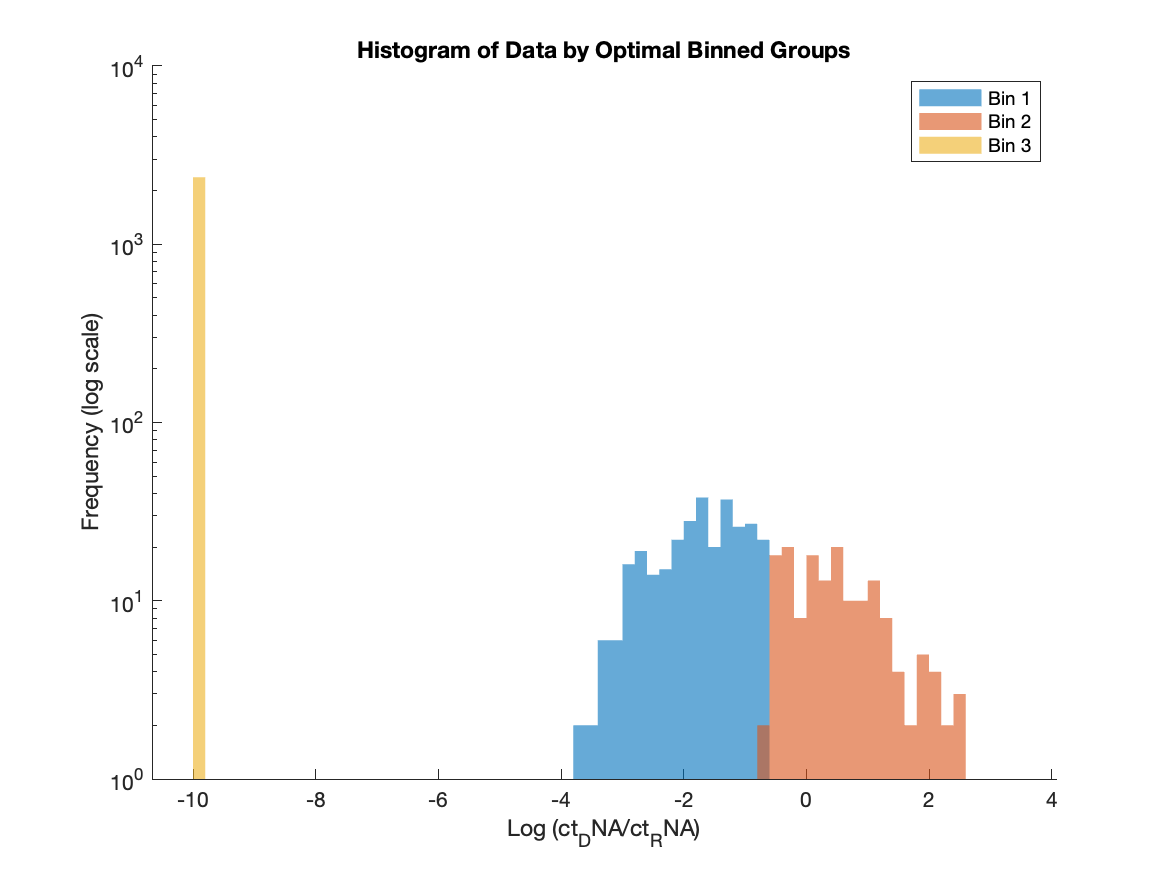 Histogram of Data by Optimal Binned Groups
Bin 1
Bin 2
Bin 3
Frequency (log scale)
10^4
10^3
10^2
10^1
10^0
-10 -8 -6 -4 -2 0 2 4
Log (ct_DNA/ct_RNA)